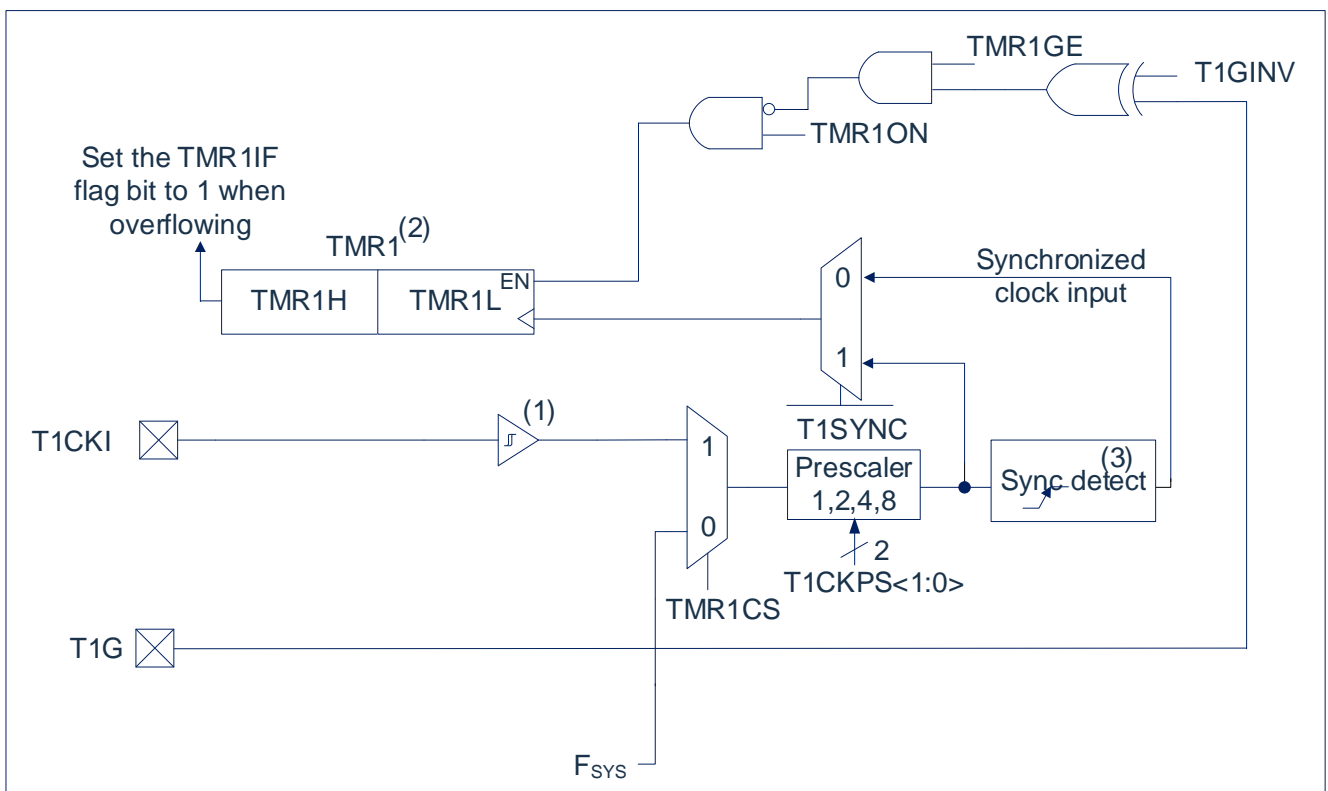 TMR1GE
T1GINV
TMR1ON
Set the TMR1IF
flag bit to 1 when
overflowing
TMR1(2)
EN
TMR1H
TMR1L
0
1
Synchronized
clock input
T1SYNC
T1CKI
(1)
1
0
Prescaler
1,2,4,8
(3)
Sync detect
2
T1CKPS<1:0>
TMR1CS
T1G
FSYS